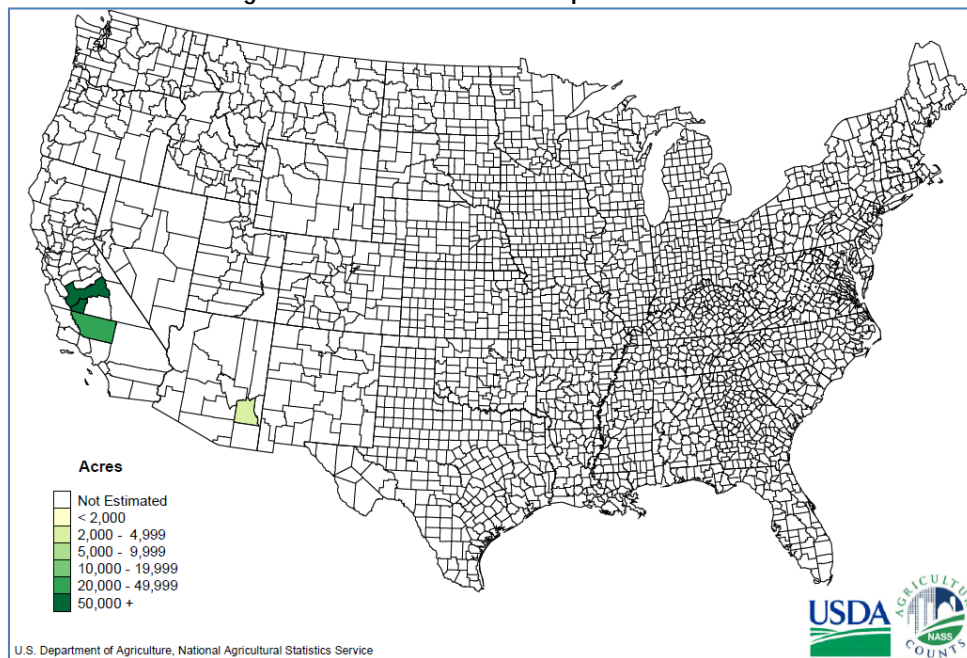 Acres
Not Estimated
< 2,000
2,000 - 4,999
5,000 - 9,999
10,000 - 19,999
20,000 - 49,999
50,000 +
USDA
AGRICULTURE
NASS
COUNTS
U.S. Department of Agriculture, National Agricultural Statistics Service